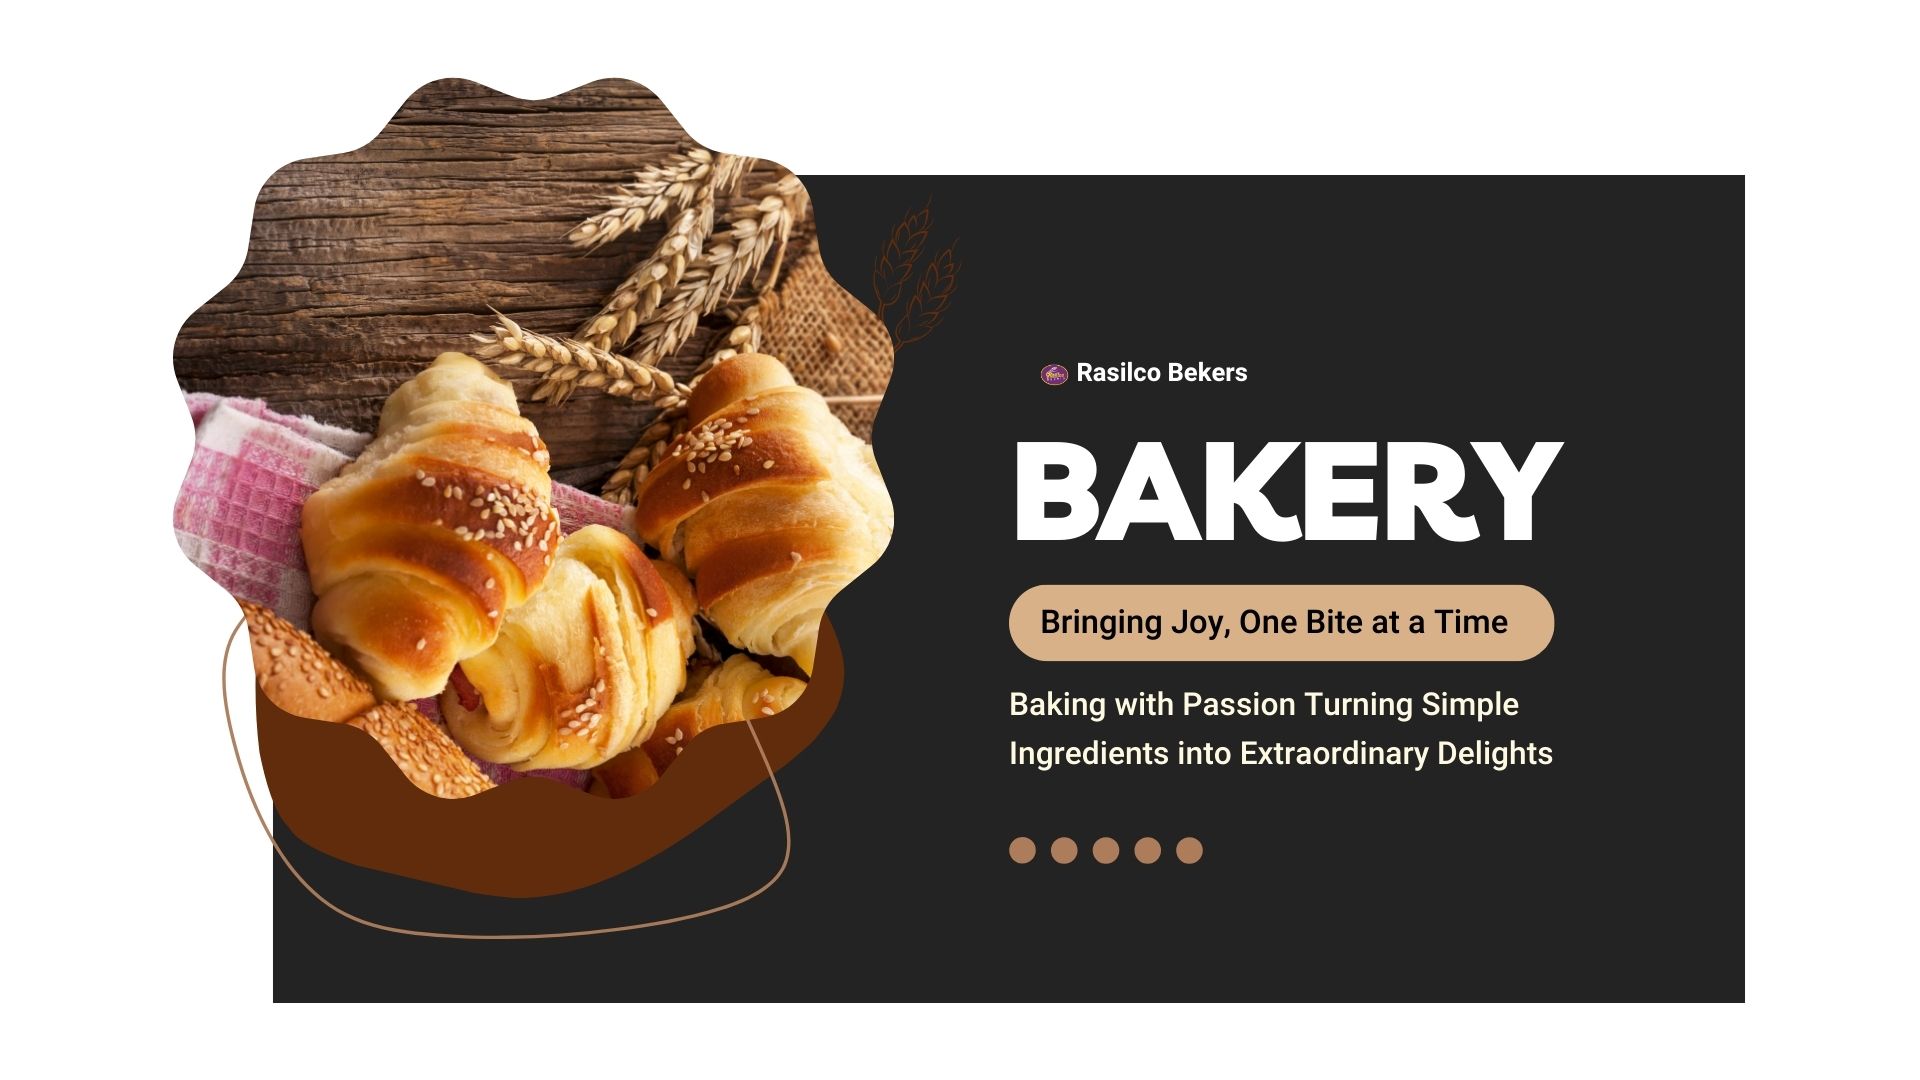 Rasilco Bekers
BAKERY
Bringing Joy, One Bite at a Time
Baking with Passion Turning Simple
Ingredients into Extraordinary Delights